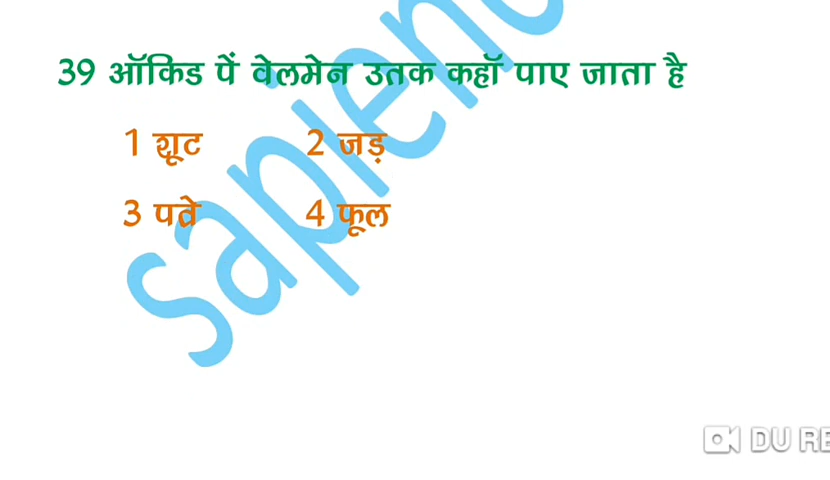 39 ऑकिड पें वेलमेन उतक कहॉ पाए जाता है
1 शूट 2 जड़
3 पत्ते 4 फूल
sapiens
DU RE